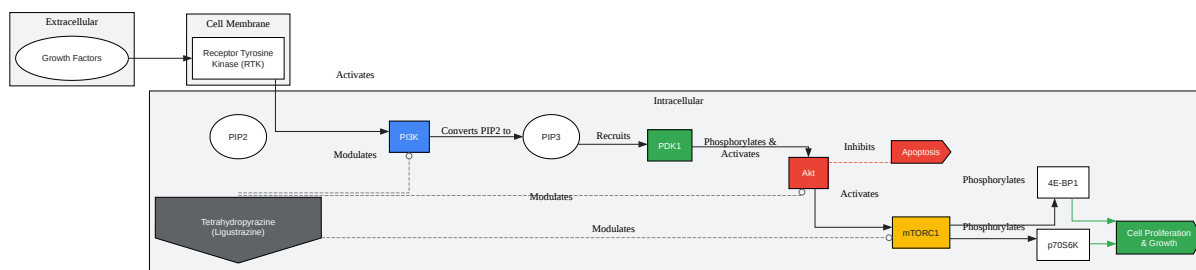 Extracellular
Growth Factors
Cell Membrane
Receptor Tyrosine
Kinase (RTK)
Activates
Intracellular
PIP2
PI3K
Converts PIP2 to
PIP3
Recruits
PDK1
Phosphorylates &
Activates
Akt
Inhibits
Apoptosis
Modulates
Modulates
Modulates
Tetrahydropyrazine
(Ligustrazine)
Activates
mTORC1
Phosphorylates
4E-BP1
Phosphorylates
p70S6K
Cell Proliferation
& Growth